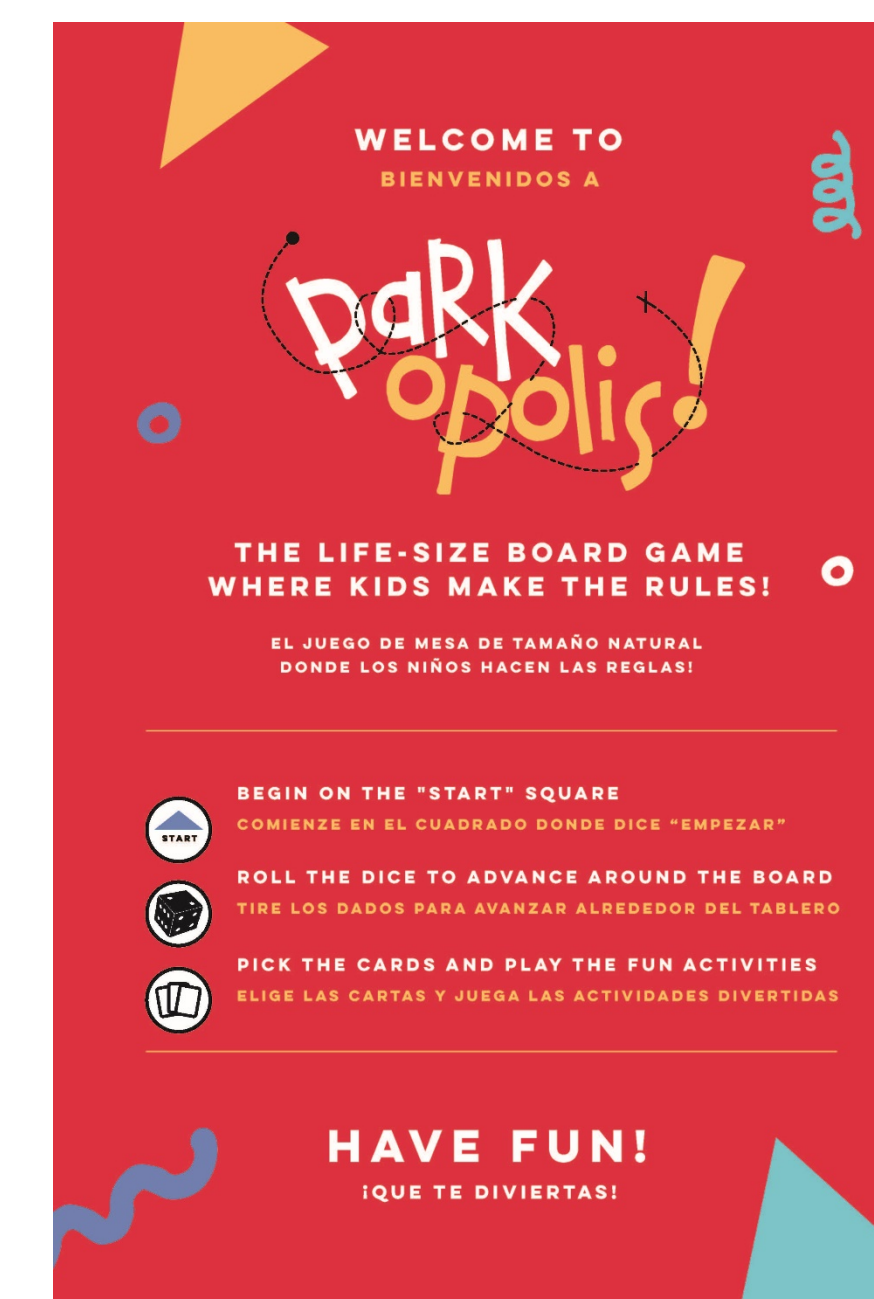 WELCOME TO
BIENVENIDOS A
park
opolis!
THE LIFE-SIZE BOARD GAME
WHERE KIDS MAKE THE RULES!
EL JUEGO DE MESA DE TAMAÑO NATURAL
DONDE LOS NIÑOS HACEN LAS REGLAS!
START
BEGIN ON THE "START" SQUARE
COMIENZE EN EL CUADRADO DONDE DICE “EMPEZAR”
ROLL THE DICE TO ADVANCE AROUND THE BOARD
TIRE LOS DADOS PARA AVANZAR ALREDEDOR DEL TABLERO
PICK THE CARDS AND PLAY THE FUN ACTIVITIES
ELIGE LAS CARTAS Y JUEGA LAS ACTIVIDADES DIVERTIDAS
HAVE FUN!
¡QUE TE DIVIERTAS!